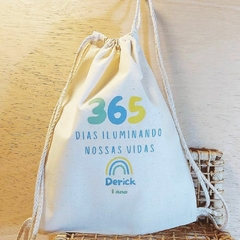 365
DIAS ILUMINANDO
NOSSAS VIDAS
Derick